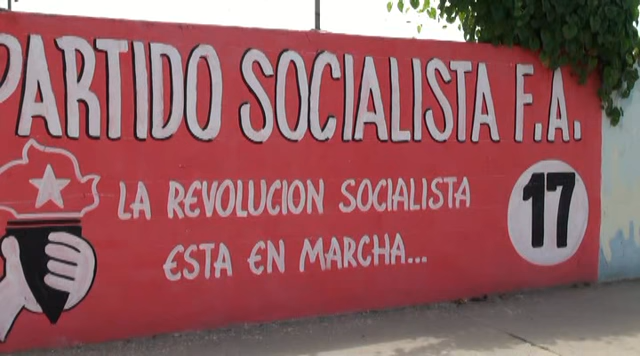 PARTIDO SOCIALISTA F.A.
LA REVOLUCION SOCIALISTA
ESTA EN MARCHA...
17